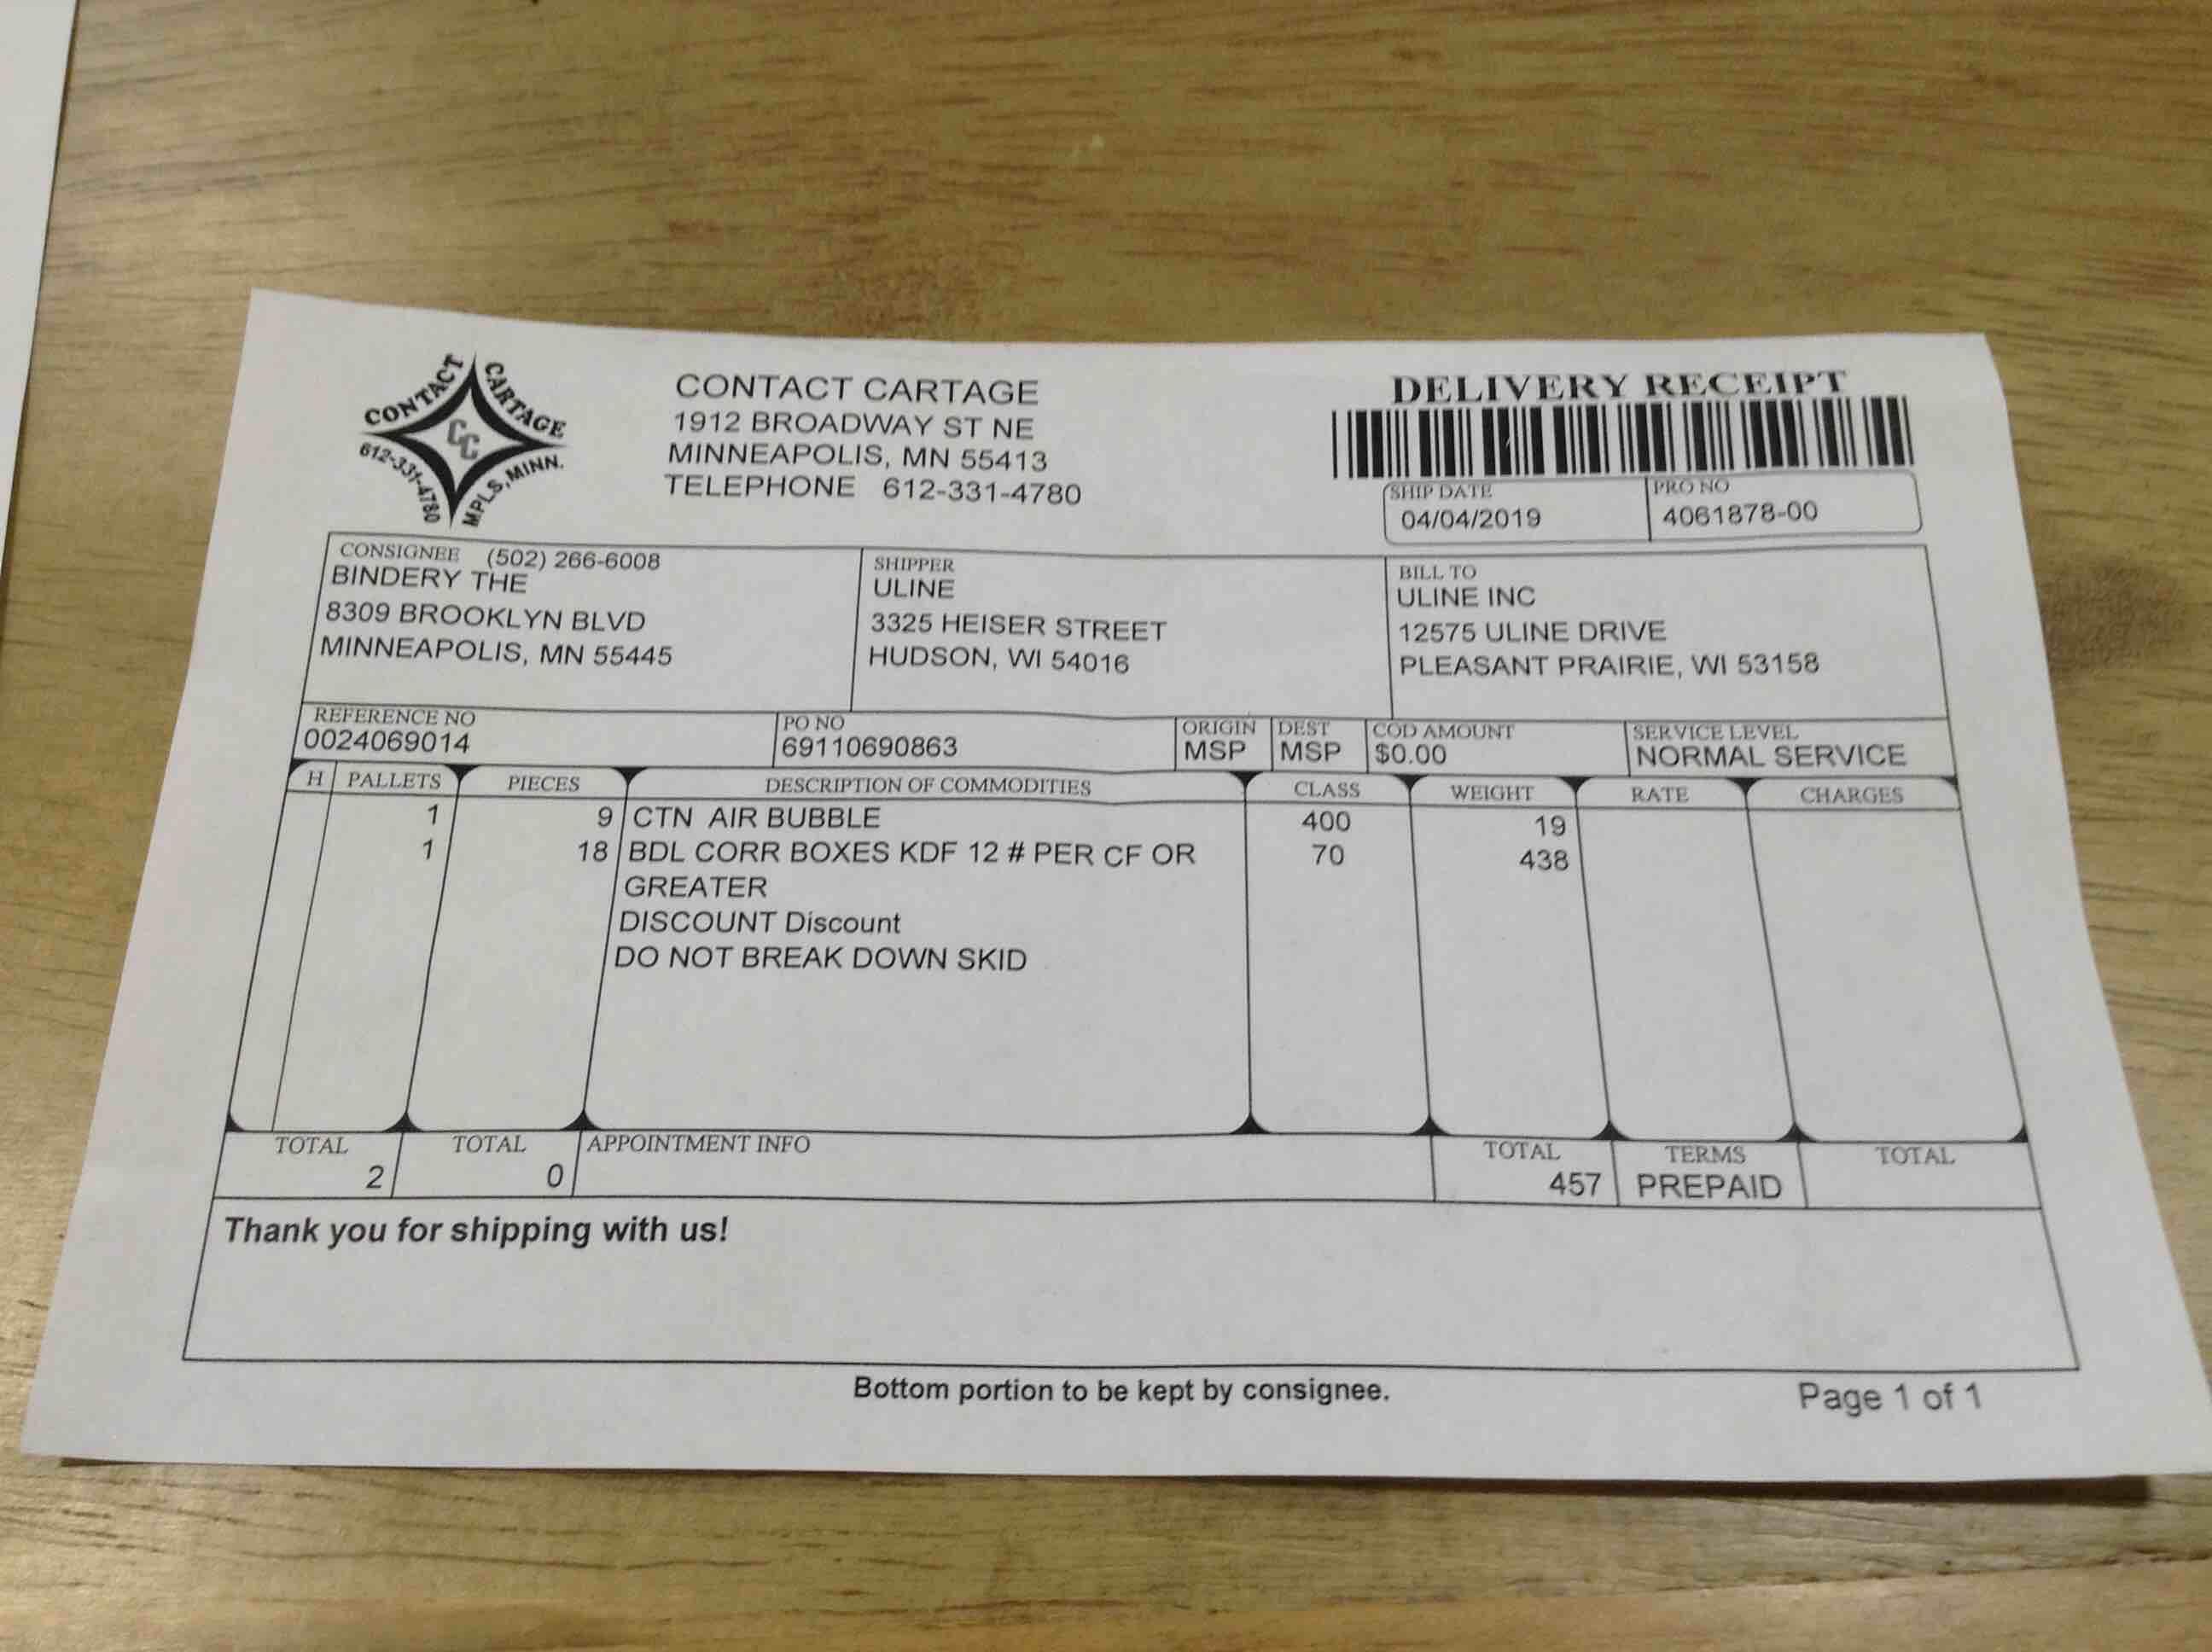 CONTACT CARTAGE
CC
612-331-4780 MPLS, MINN.
CONTACT CARTAGE
1912 BROADWAY ST NE
MINNEAPOLIS, MN 55413
TELEPHONE 612-331-4780
DELIVERY RECEIPT
SHIP DATE PRO NO
04/04/2019 4061878-00
CONSIGNEE (502) 266-6008
BINDERY THE
8309 BROOKLYN BLVD
MINNEAPOLIS, MN 55445
SHIPPER
ULINE
3325 HEISER STREET
HUDSON, WI 54016
BILL TO
ULINE INC
12575 ULINE DRIVE
PLEASANT PRAIRIE, WI 53158
REFERENCE NO PO NO ORIGIN DEST COD AMOUNT SERVICE LEVEL
0024069014 69110690863 MSP MSP $0.00 NORMAL SERVICE
H PALLETS PIECES DESCRIPTION OF COMMODITIES CLASS WEIGHT RATE CHARGES
1 9 CTN AIR BUBBLE 400 19
1 18 BDL CORR BOXES KDF 12 # PER CF OR 70 438
GREATER
DISCOUNT Discount
DO NOT BREAK DOWN SKID
TOTAL TOTAL APPOINTMENT INFO TOTAL TERMS TOTAL
2 0 457 PREPAID
Thank you for shipping with us!
Bottom portion to be kept by consignee.
Page 1 of 1